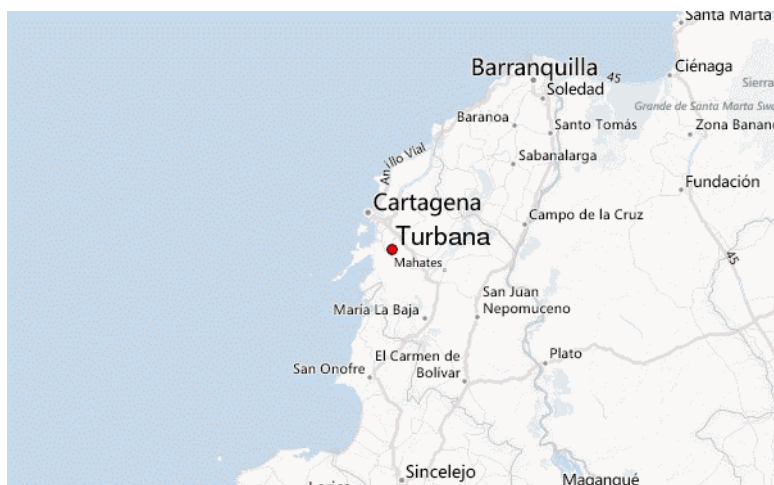 Santa Marta
Barranquilla
45
Ciénaga
Soledad
Sierra
Grande de Santa Marta Swa
Baranoa
Santo Tomás
Zona Banan
Anillo Vial
Sabanalarga
Fundación
Cartagena
Campo de la Cruz
Turbana
45
Mahates
San Juan
Nepomuceno
María La Baja
El Carmen de
Bolívar
Plato
San Onofre
Sincelejo
Lorica
Magangué